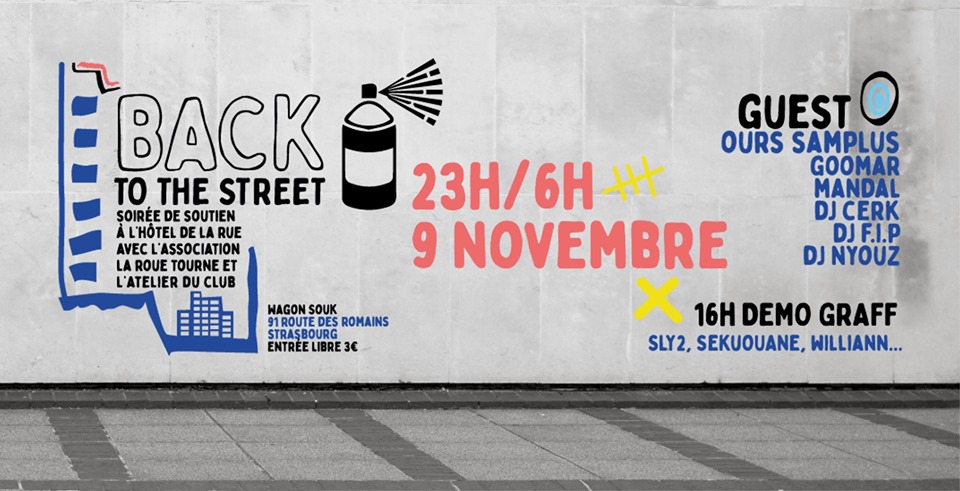 BACK
TO THE STREET
SOIRÉE DE SOUTIEN
À L'HÔTEL DE LA RUE
AVEC L'ASSOCIATION
LA ROUE TOURNE ET
L'ATELIER DU CLUB
WAGON SOUK
91 ROUTE DES ROMAINS
STRASBOURG
ENTRÉE LIBRE 3€
23H/6H
9 NOVEMBRE
GUEST
OURS SAMPLUS
GOOMAR
MANDAL
DJ CERK
DJ F.I.P
DJ NYOUZ
16H DEMO GRAFF
SLY2, SEKUOUANE, WILLIANN...